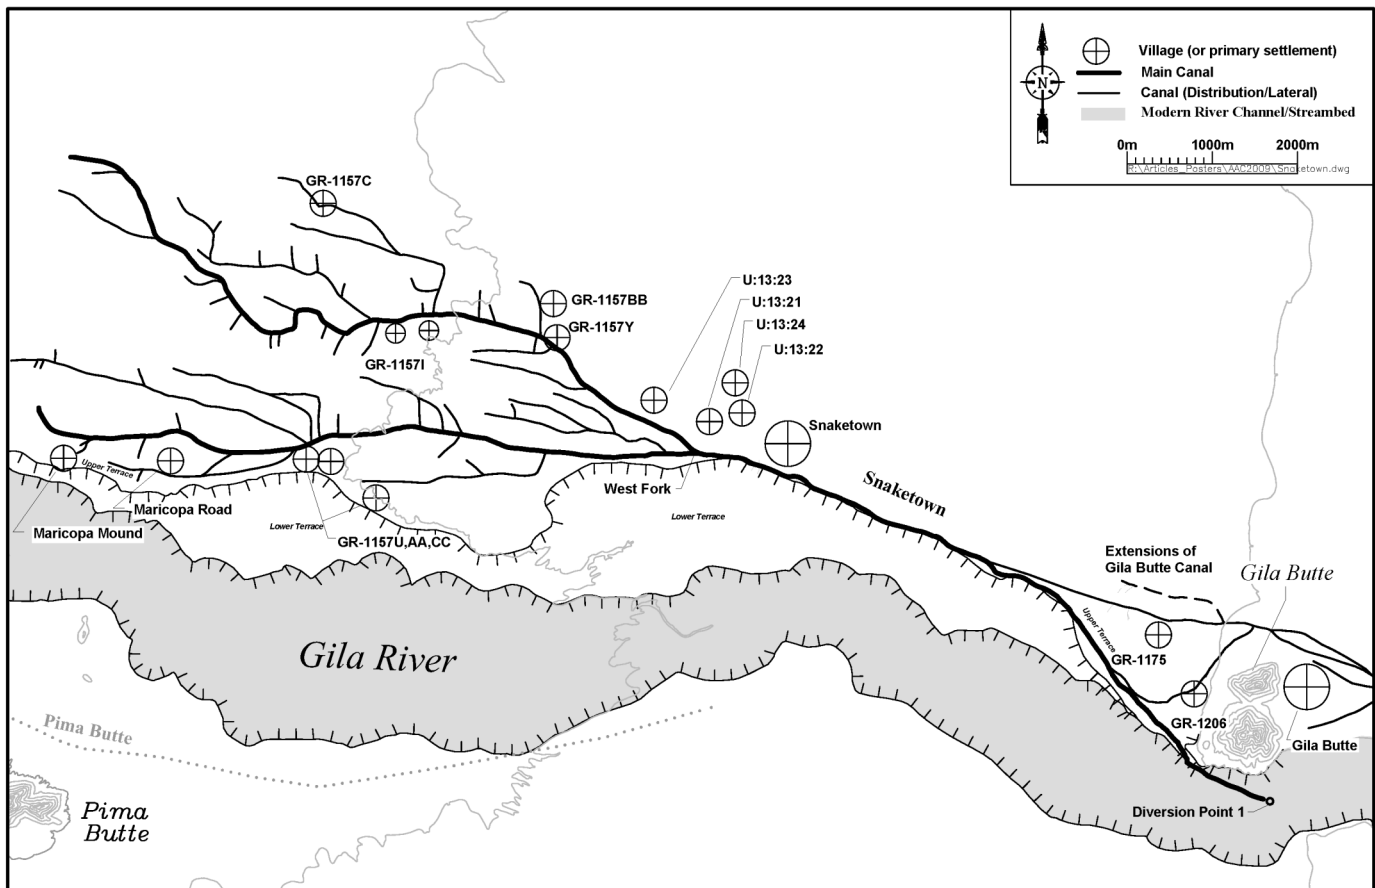 N
Village (or primary settlement)
Main Canal
Canal (Distribution/Lateral)
Modern River Channel/Streambed
0m 1000m 2000m
R:\Articles_Posters\AAC2009\Snaketown.dwg
GR-1157C
U:13:23
GR-1157BB
U:13:21
GR-1157Y
U:13:24
U:13:22
GR-1157I
Snaketown
Upper Terrace
West Fork
Snaketown
Maricopa Road
Lower Terrace
Lower Terrace
Maricopa Mound
GR-1157U,AA,CC
Extensions of
Gila Butte Canal
Gila Butte
Upper Terrace
Gila River
GR-1175
Pima Butte
GR-1206
Gila Butte
Diversion Point 1
Pima
Butte